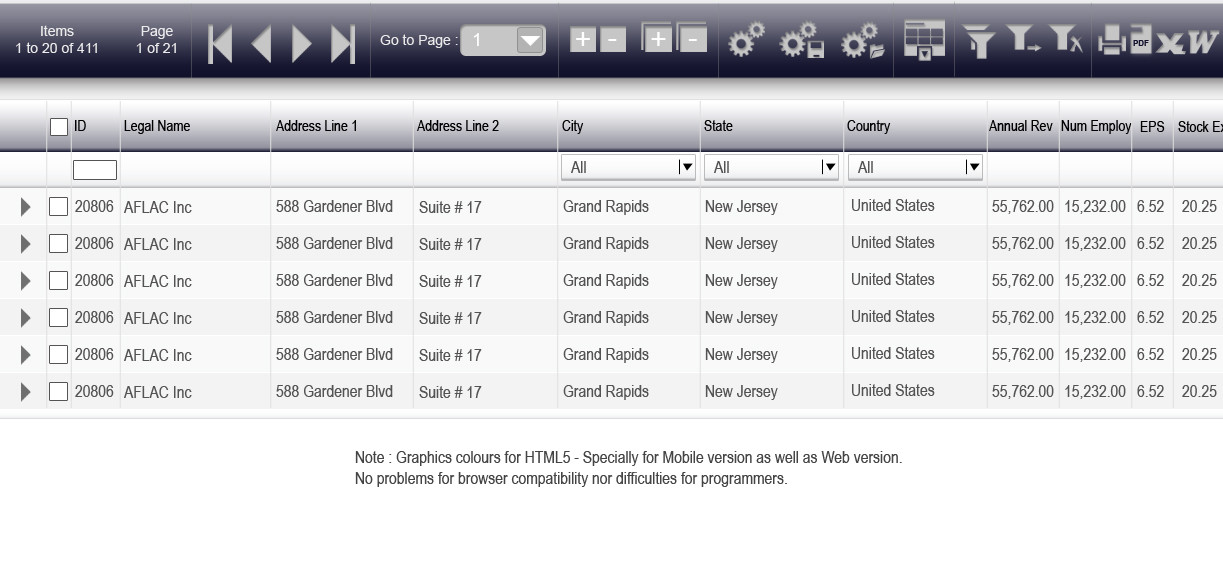 Items Page
1 to 20 of 411 1 of 21 Go to Page : 1 + - + - PDF X W
ID Legal Name Address Line 1 Address Line 2 City State Country Annual Rev Num Employ EPS Stock Ex
All All All
20806 AFLAC Inc 588 Gardener Blvd Suite # 17 Grand Rapids New Jersey United States 55,762.00 15,232.00 6.52 20.25
20806 AFLAC Inc 588 Gardener Blvd Suite # 17 Grand Rapids New Jersey United States 55,762.00 15,232.00 6.52 20.25
20806 AFLAC Inc 588 Gardener Blvd Suite # 17 Grand Rapids New Jersey United States 55,762.00 15,232.00 6.52 20.25
20806 AFLAC Inc 588 Gardener Blvd Suite # 17 Grand Rapids New Jersey United States 55,762.00 15,232.00 6.52 20.25
20806 AFLAC Inc 588 Gardener Blvd Suite # 17 Grand Rapids New Jersey United States 55,762.00 15,232.00 6.52 20.25
20806 AFLAC Inc 588 Gardener Blvd Suite # 17 Grand Rapids New Jersey United States 55,762.00 15,232.00 6.52 20.25
Note : Graphics colours for HTML5 - Specially for Mobile version as well as Web version.
No problems for browser compatibility nor difficulties for programmers.